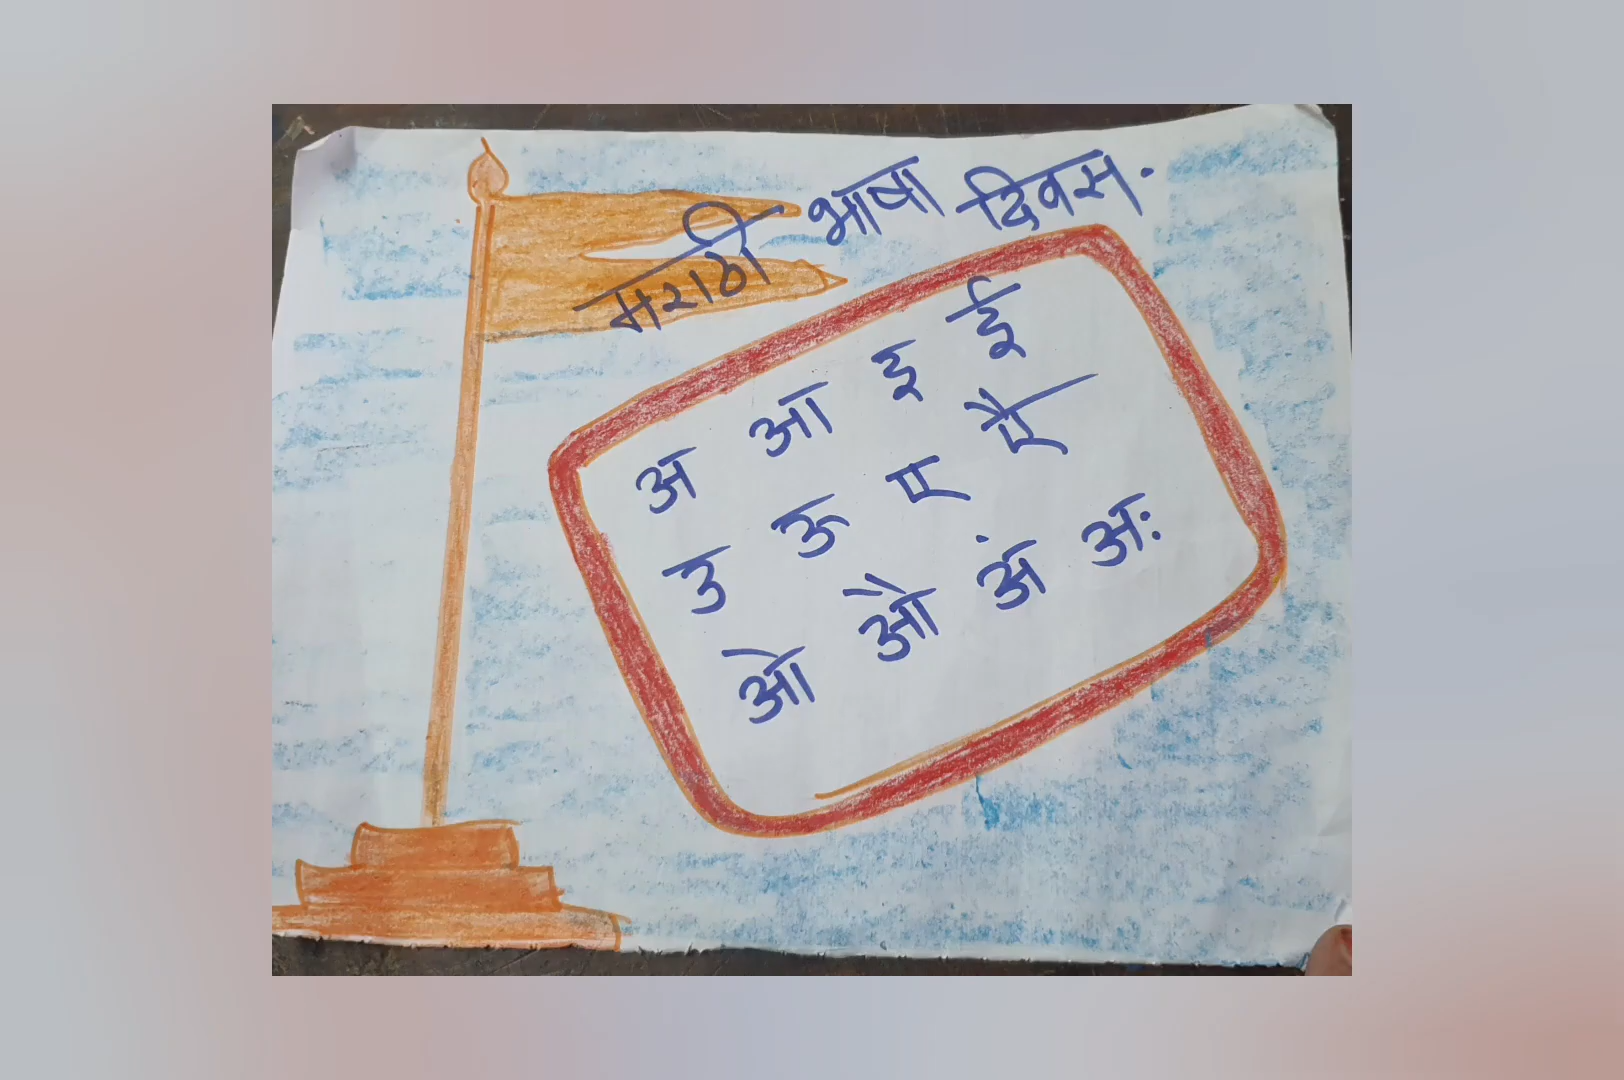 मराठी भाषा दिवस.
अ आ इ ई
उ ऊ ए ऐ
ओ औ अं अः